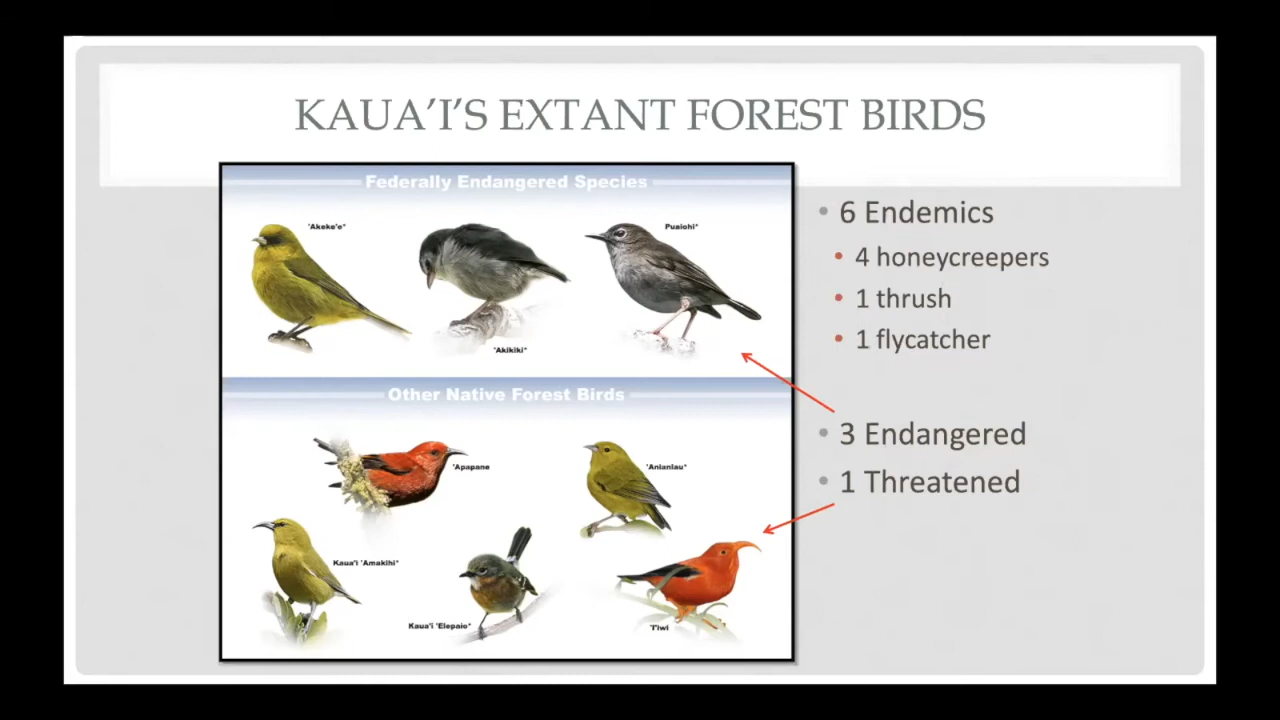 KAUA'I'S EXTANT FOREST BIRDS
Federally Endangered Species
'Akeke'e*
Puaiohi*
'Akikiki*
Other Native Forest Birds
'Apapane
'Anianiau*
Kaua'i 'Amakihi*
Kaua'i 'Elepaio*
'I'iwi
• 6 Endemics
• 4 honeycreepers
• 1 thrush
• 1 flycatcher
• 3 Endangered
• 1 Threatened